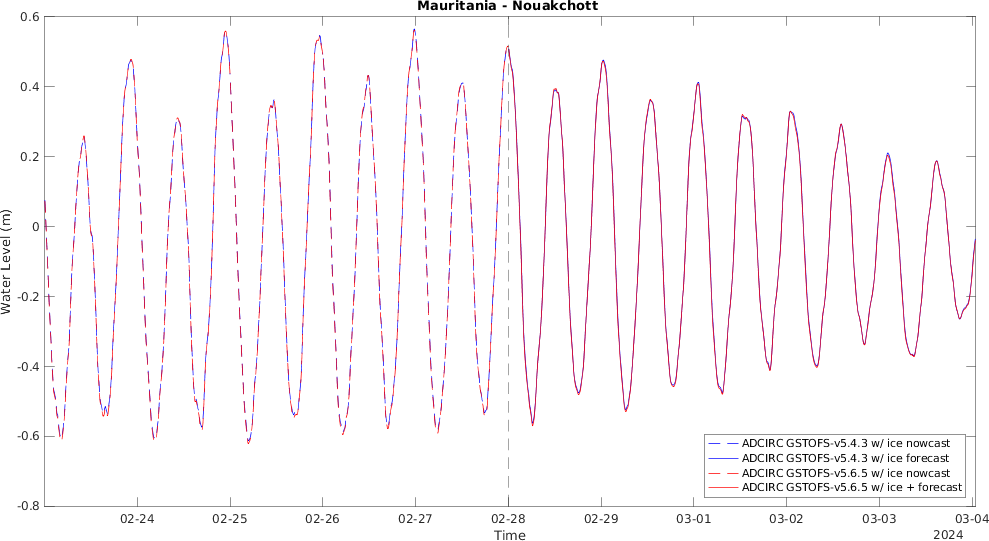 Mauritania - Nouakchott
0.6
0.4
0.2
0
-0.2
-0.4
-0.6
-0.8
Water Level (m)
ADCIRC GSTOFS-v5.4.3 w/ ice nowcast
ADCIRC GSTOFS-v5.4.3 w/ ice forecast
ADCIRC GSTOFS-v5.6.5 w/ ice nowcast
ADCIRC GSTOFS-v5.6.5 w/ ice + forecast
02-24 02-25 02-26 02-27 02-28 02-29 03-01 03-02 03-03 03-04
Time
2024